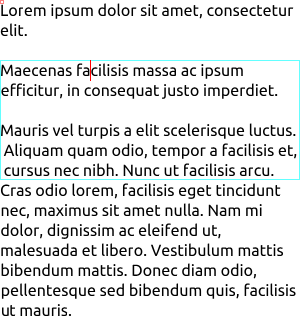 Lorem ipsum dolor sit amet, consectetur
elit.
Maecenas facilisis massa ac ipsum
efficitur, in consequat justo imperdiet.
Mauris vel turpis a elit scelerisque luctus.
Aliquam quam odio, tempor a facilisis et,
cursus nec nibh. Nunc ut facilisis arcu.
Cras odio lorem, facilisis eget tincidunt
nec, maximus sit amet nulla. Nam mi
dolor, dignissim ac eleifend ut,
malesuada et libero. Vestibulum mattis
bibendum mattis. Donec diam odio,
pellentesque sed bibendum quis, facilisis
ut mauris.